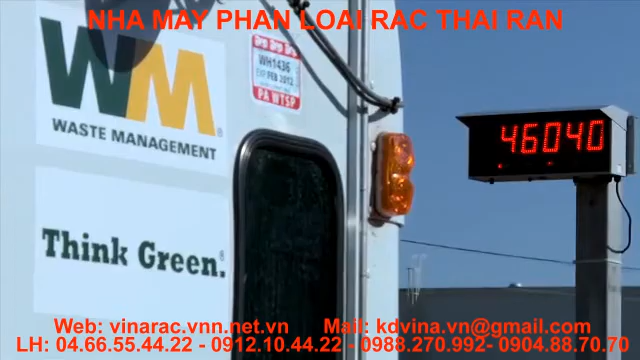 NHA MAY PHAN LOAI RAC THAI RAN
WM
WASTE MANAGEMENT
WH1436
EXP FEB 2012
PA WTSP
46040
Think Green.
Web: vinarac.vnn.net.vn Mail: kdvina.vn@gmail.com
LH: 04.66.55.44.22 - 0912.10.44.22 - 0988.270.992- 0904.88.70.70